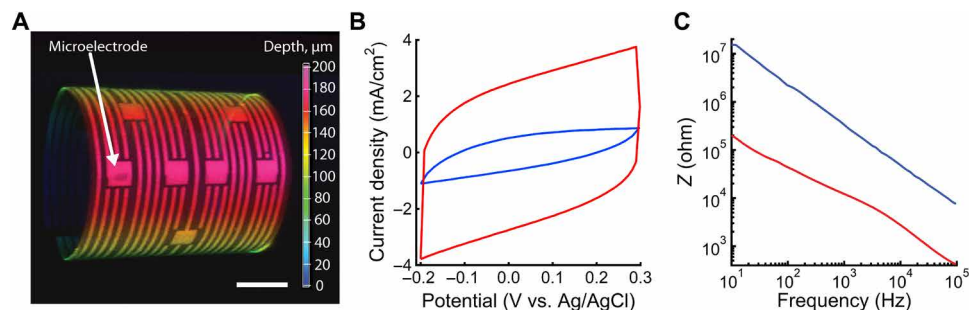 A
Microelectrode
Depth, μm
200
180
160
140
120
100
80
60
40
20
0
B
Current density (mA/cm²)
4
2
0
−2
−4
−0.2 −0.1 0.0 0.1 0.2 0.3
Potential (V vs. Ag/AgCl)
C
Z (ohm)
10⁷
10⁶
10⁵
10⁴
10³
10¹ 10² 10³ 10⁴ 10⁵
Frequency (Hz)